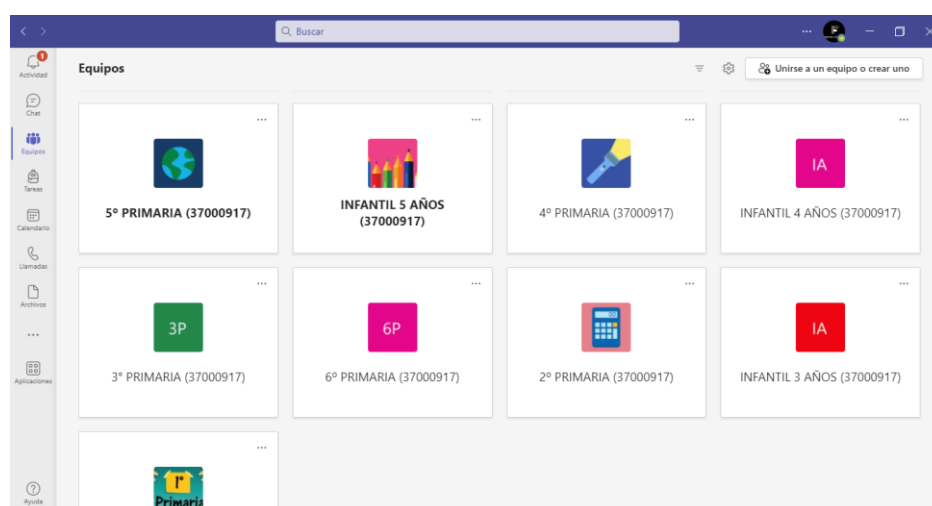 Buscar
1
Actividad
Chat
Equipos
Tareas
Calendario
Llamadas
Archivos
Aplicaciones
Ayuda
Equipos
Unirse a un equipo o crear uno
5º PRIMARIA (37000917)
INFANTIL 5 AÑOS
(37000917)
4º PRIMARIA (37000917)
IA
INFANTIL 4 AÑOS (37000917)
3P
3° PRIMARIA (37000917)
6P
6º PRIMARIA (37000917)
2º PRIMARIA (37000917)
IA
INFANTIL 3 AÑOS (37000917)
1º
Primaria